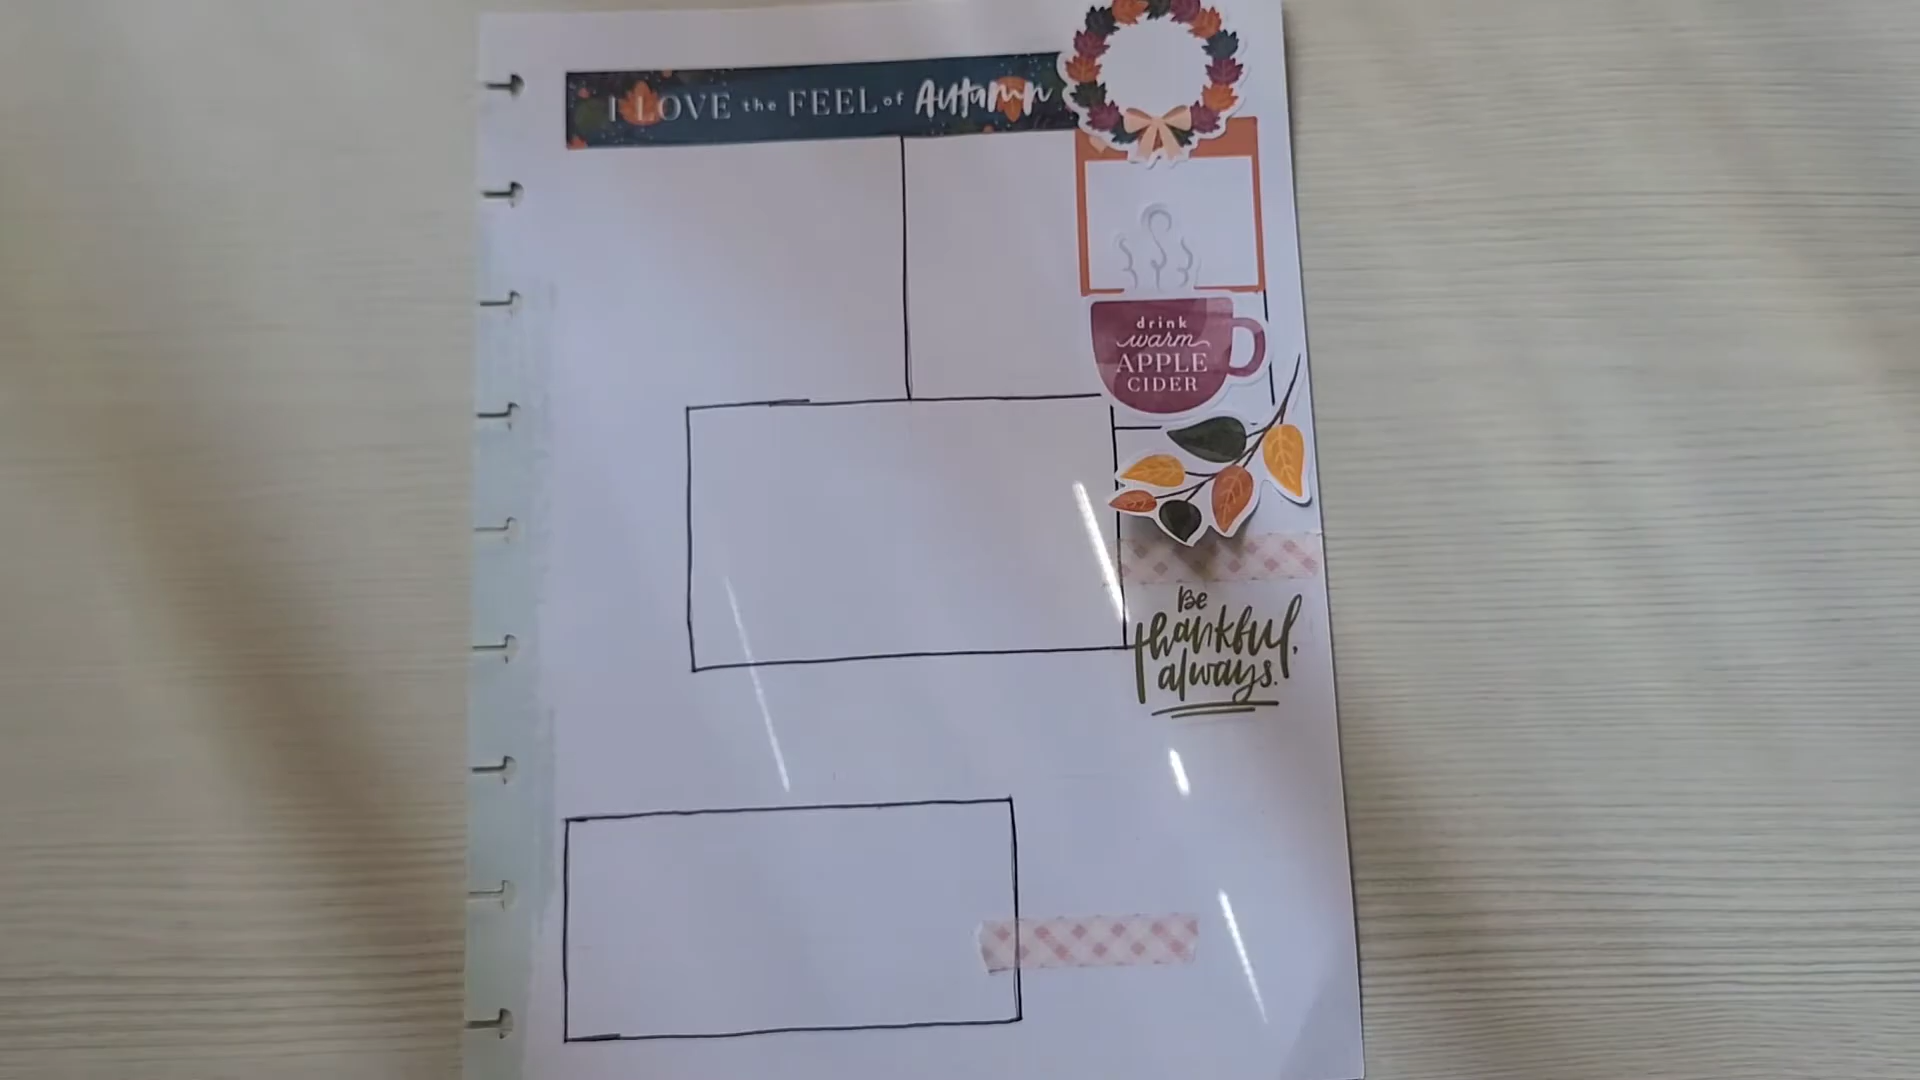 I LOVE the FEEL of Autumn
drink
warm
APPLE
CIDER
Be
thankful,
always.